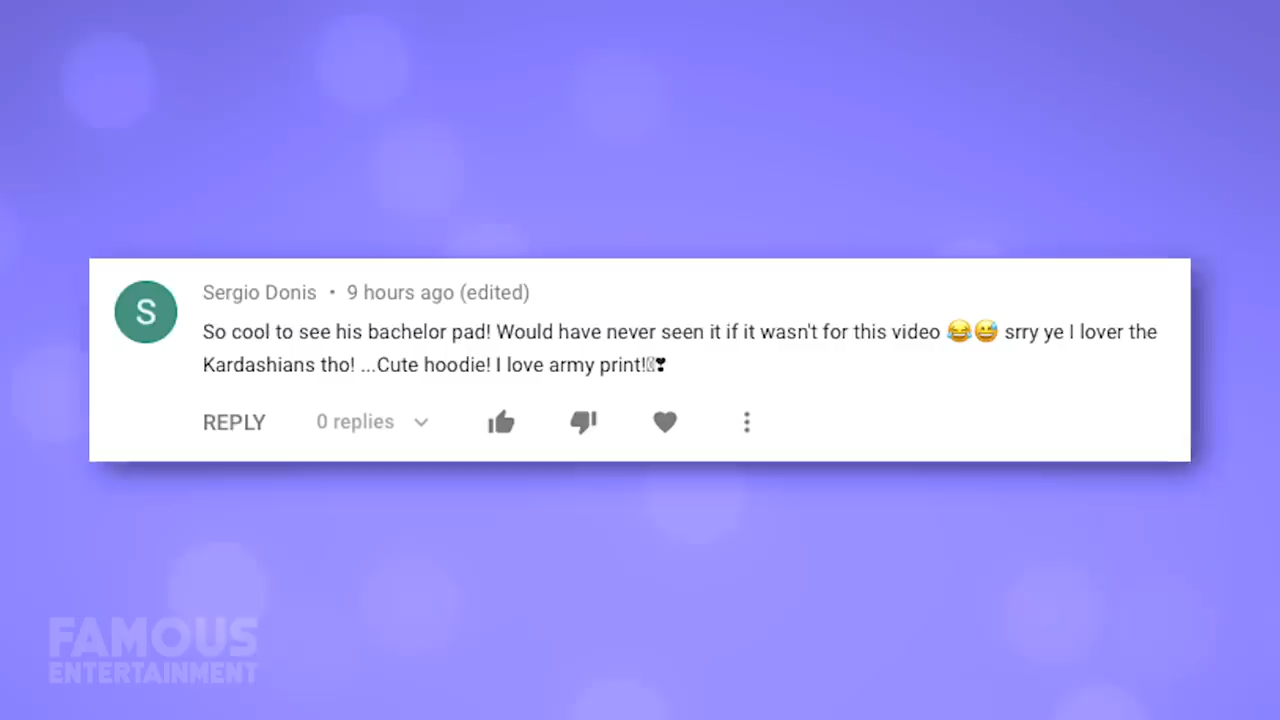 S
Sergio Donis • 9 hours ago (edited)
So cool to see his bachelor pad! Would have never seen it if it wasn't for this video 😂😅 srry ye I lover the
Kardashians tho! ...Cute hoodie! I love army print!❣
REPLY 0 replies
FAMOUS
ENTERTAINMENT